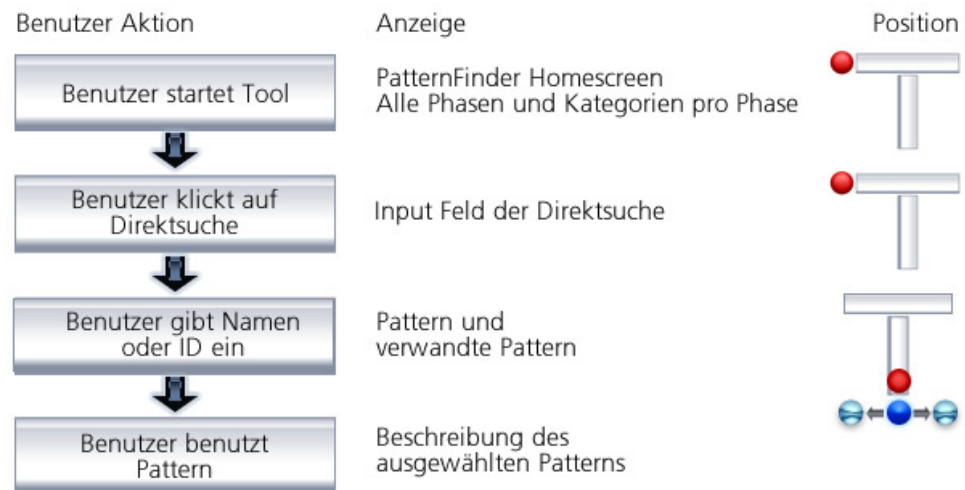 Benutzer Aktion
Anzeige
Position
Benutzer startet Tool
PatternFinder Homescreen
Alle Phasen und Kategorien pro Phase
Benutzer klickt auf
Direktsuche
Input Feld der Direktsuche
Benutzer gibt Namen
oder ID ein
Pattern und
verwandte Pattern
Benutzer benutzt
Pattern
Beschreibung des
ausgewählten Patterns